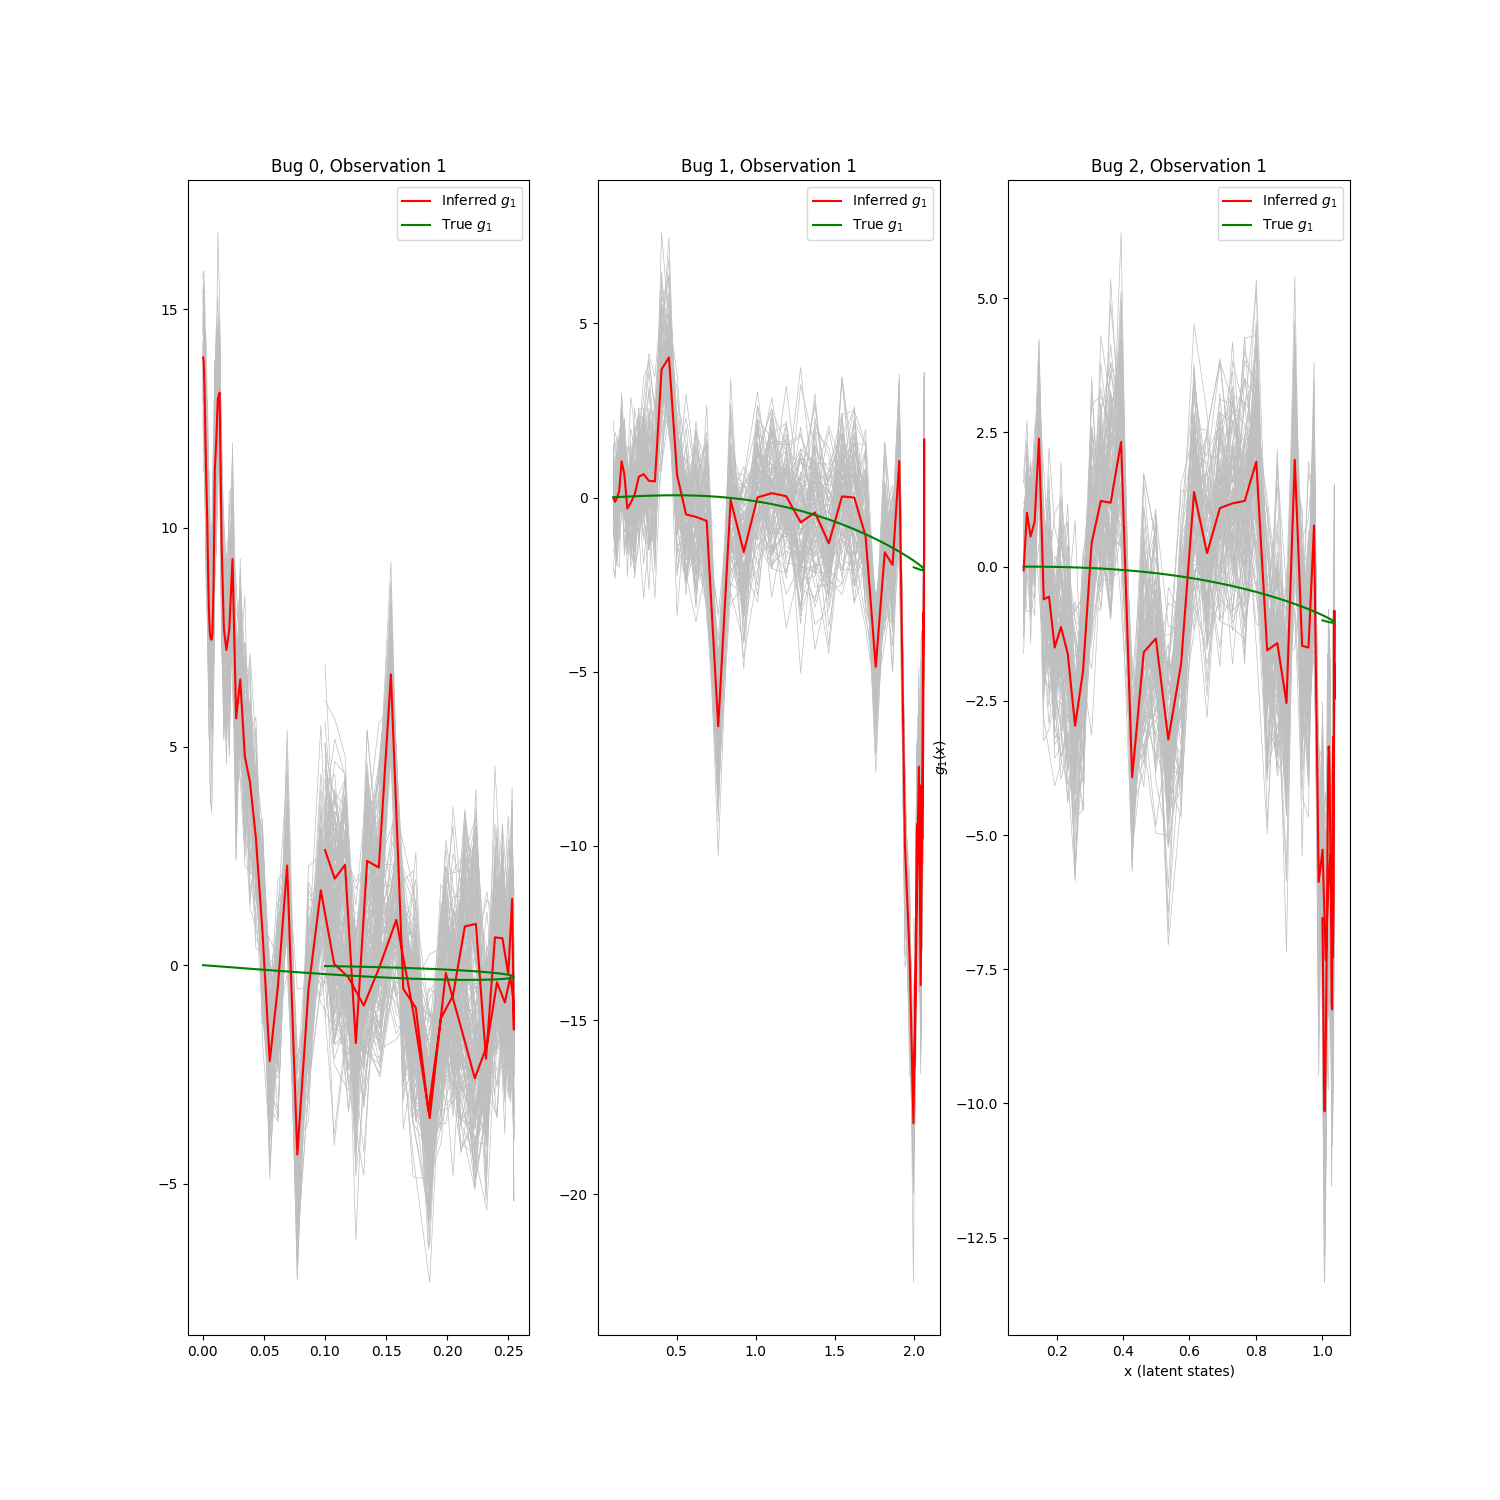 Bug 0, Observation 1
Inferred g₁
True g₁
15
10
5
0
−5
0.00 0.05 0.10 0.15 0.20 0.25
Bug 1, Observation 1
Inferred g₁
True g₁
5
0
−5
−10
−15
−20
0.5 1.0 1.5 2.0
Bug 2, Observation 1
Inferred g₁
True g₁
g₁(x)
5.0
2.5
0.0
−2.5
−5.0
−7.5
−10.0
−12.5
0.2 0.4 0.6 0.8 1.0
x (latent states)